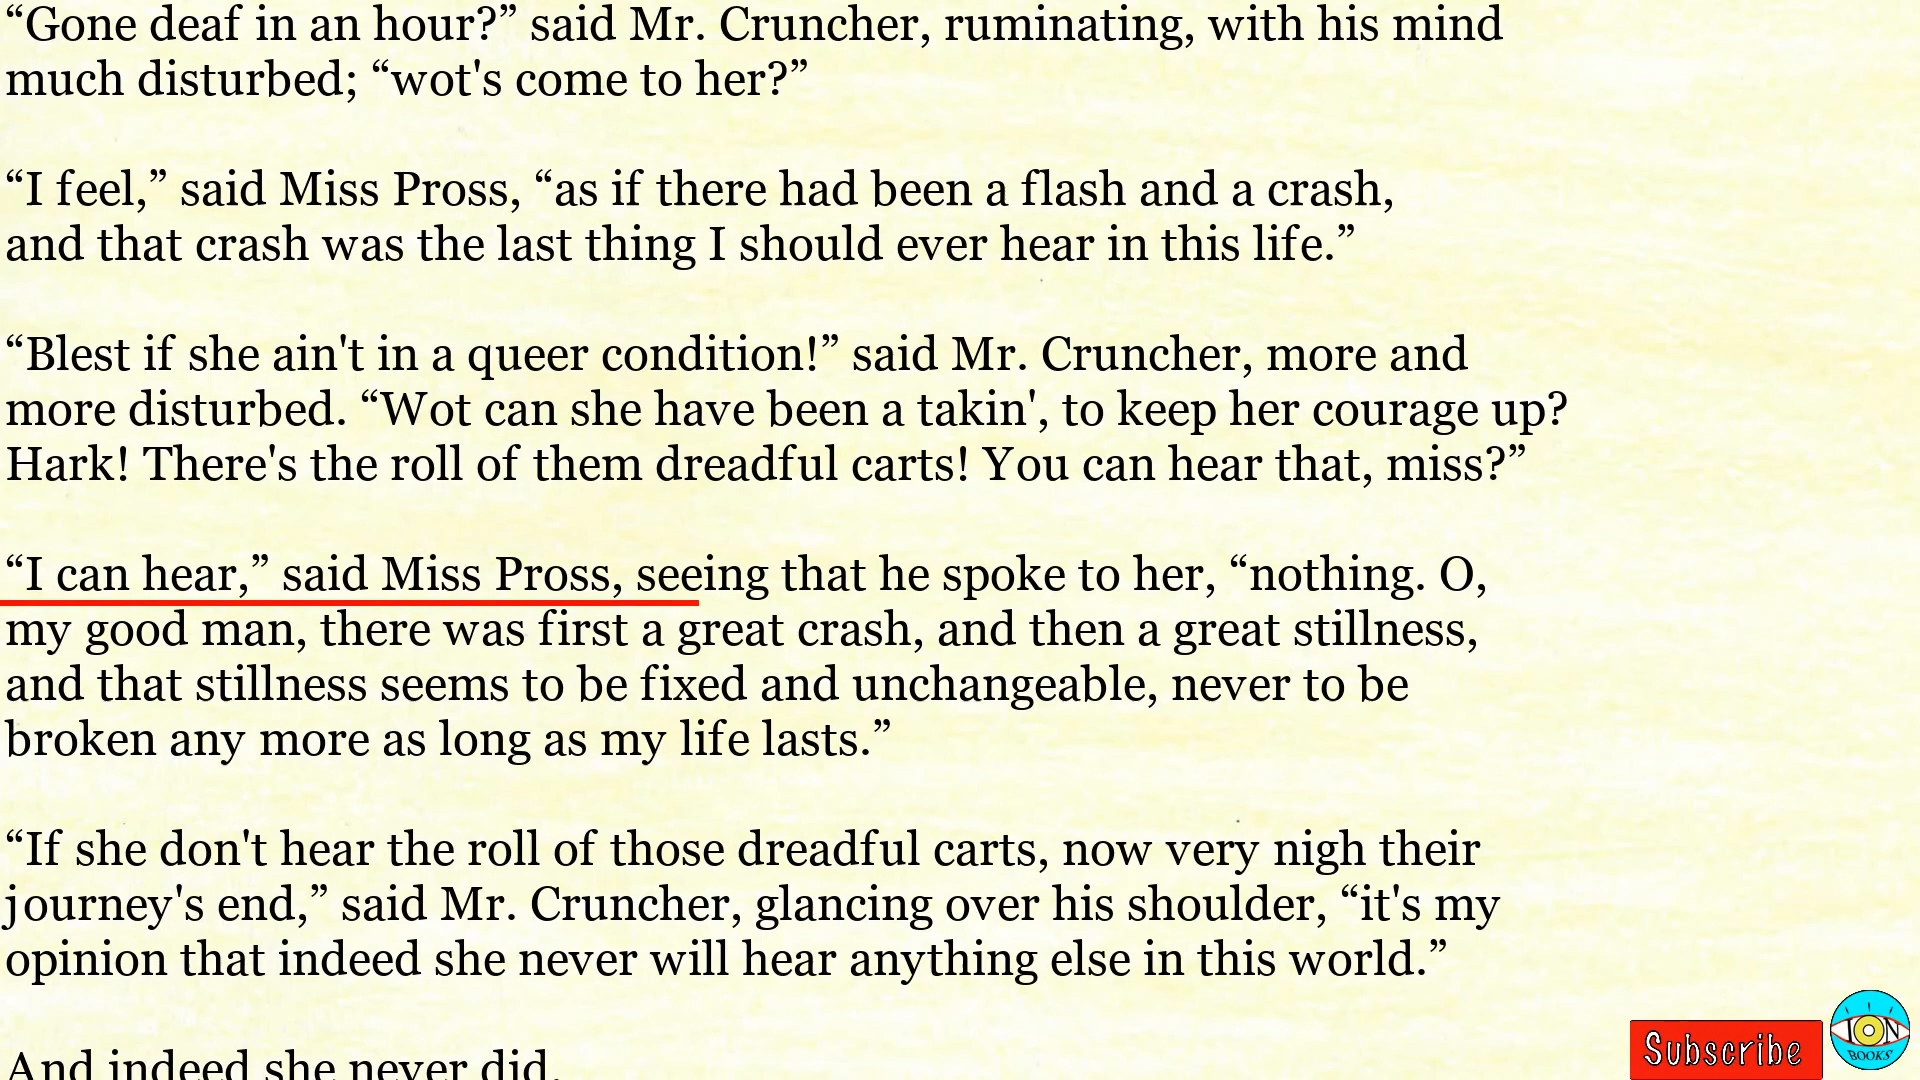 “Gone deaf in an hour?” said Mr. Cruncher, ruminating, with his mind
much disturbed; “wot's come to her?”
“I feel,” said Miss Pross, “as if there had been a flash and a crash,
and that crash was the last thing I should ever hear in this life.”
“Blest if she ain't in a queer condition!” said Mr. Cruncher, more and
more disturbed. “Wot can she have been a takin', to keep her courage up?
Hark! There's the roll of them dreadful carts! You can hear that, miss?”
“I can hear,” said Miss Pross, seeing that he spoke to her, “nothing. O,
my good man, there was first a great crash, and then a great stillness,
and that stillness seems to be fixed and unchangeable, never to be
broken any more as long as my life lasts.”
“If she don't hear the roll of those dreadful carts, now very nigh their
journey's end,” said Mr. Cruncher, glancing over his shoulder, “it's my
opinion that indeed she never will hear anything else in this world.”
And indeed she never did.
Subscribe
ION
BOOKS